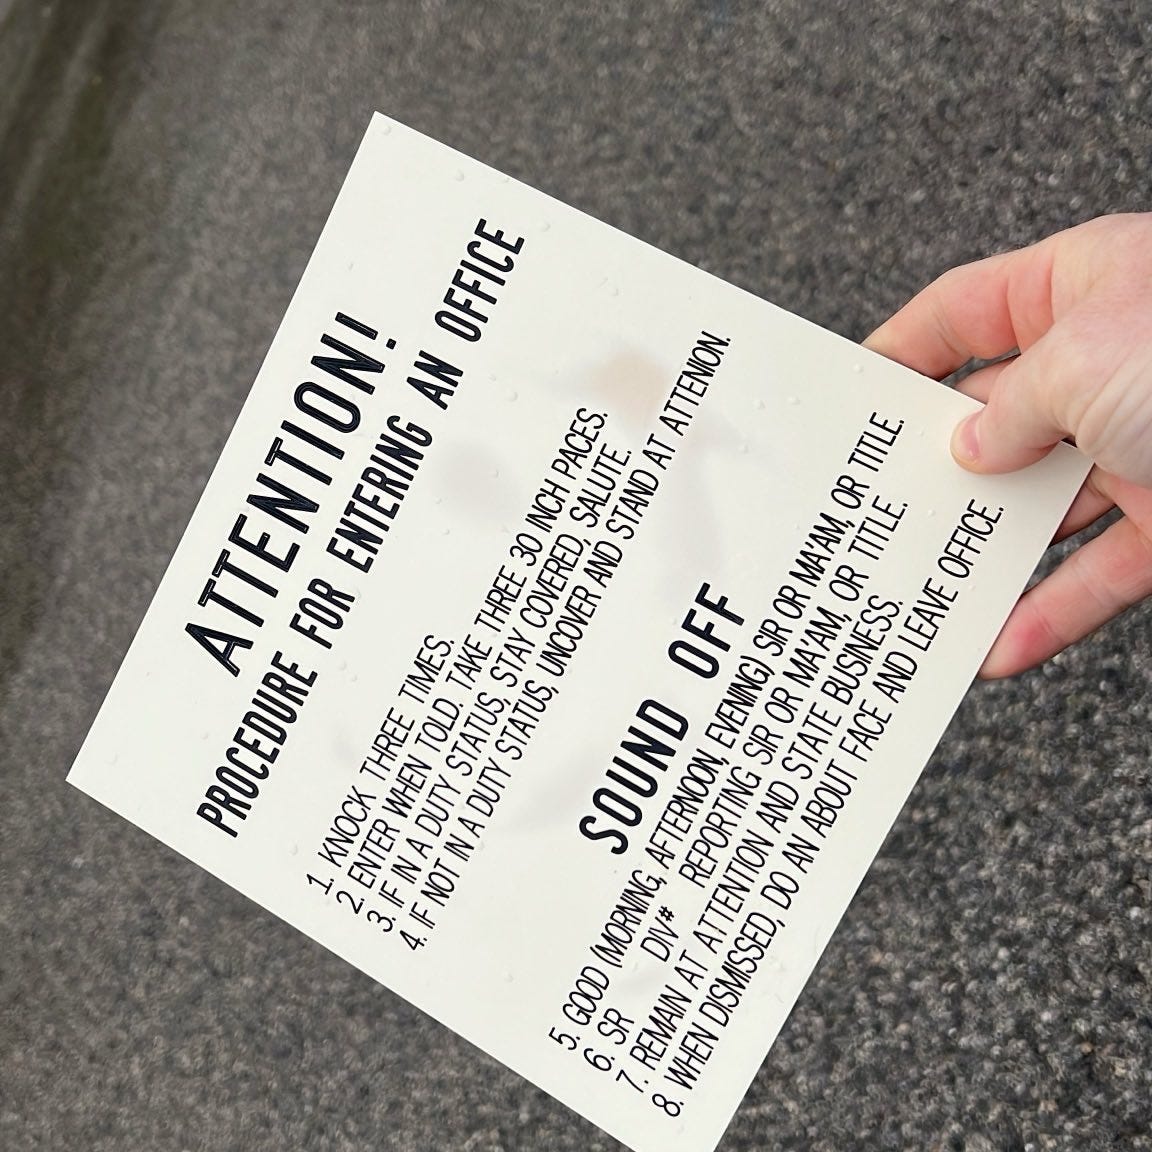 ATTENTION!
PROCEDURE FOR ENTERING AN OFFICE
1. KNOCK THREE TIMES.
2. ENTER WHEN TOLD. TAKE THREE 30 INCH PACES.
3. IF IN A DUTY STATUS, STAY COVERED, SALUTE.
4. IF NOT IN A DUTY STATUS, UNCOVER AND STAND AT ATTENION.
SOUND OFF
5. GOOD (MORNING, AFTERNOON, EVENING) SIR OR MA'AM, OR TITLE.
6. SR DIV# REPORTING SIR OR MA'AM, OR TITLE.
7. REMAIN AT ATTENTION AND STATE BUSINESS.
8. WHEN DISMISSED, DO AN ABOUT FACE AND LEAVE OFFICE.